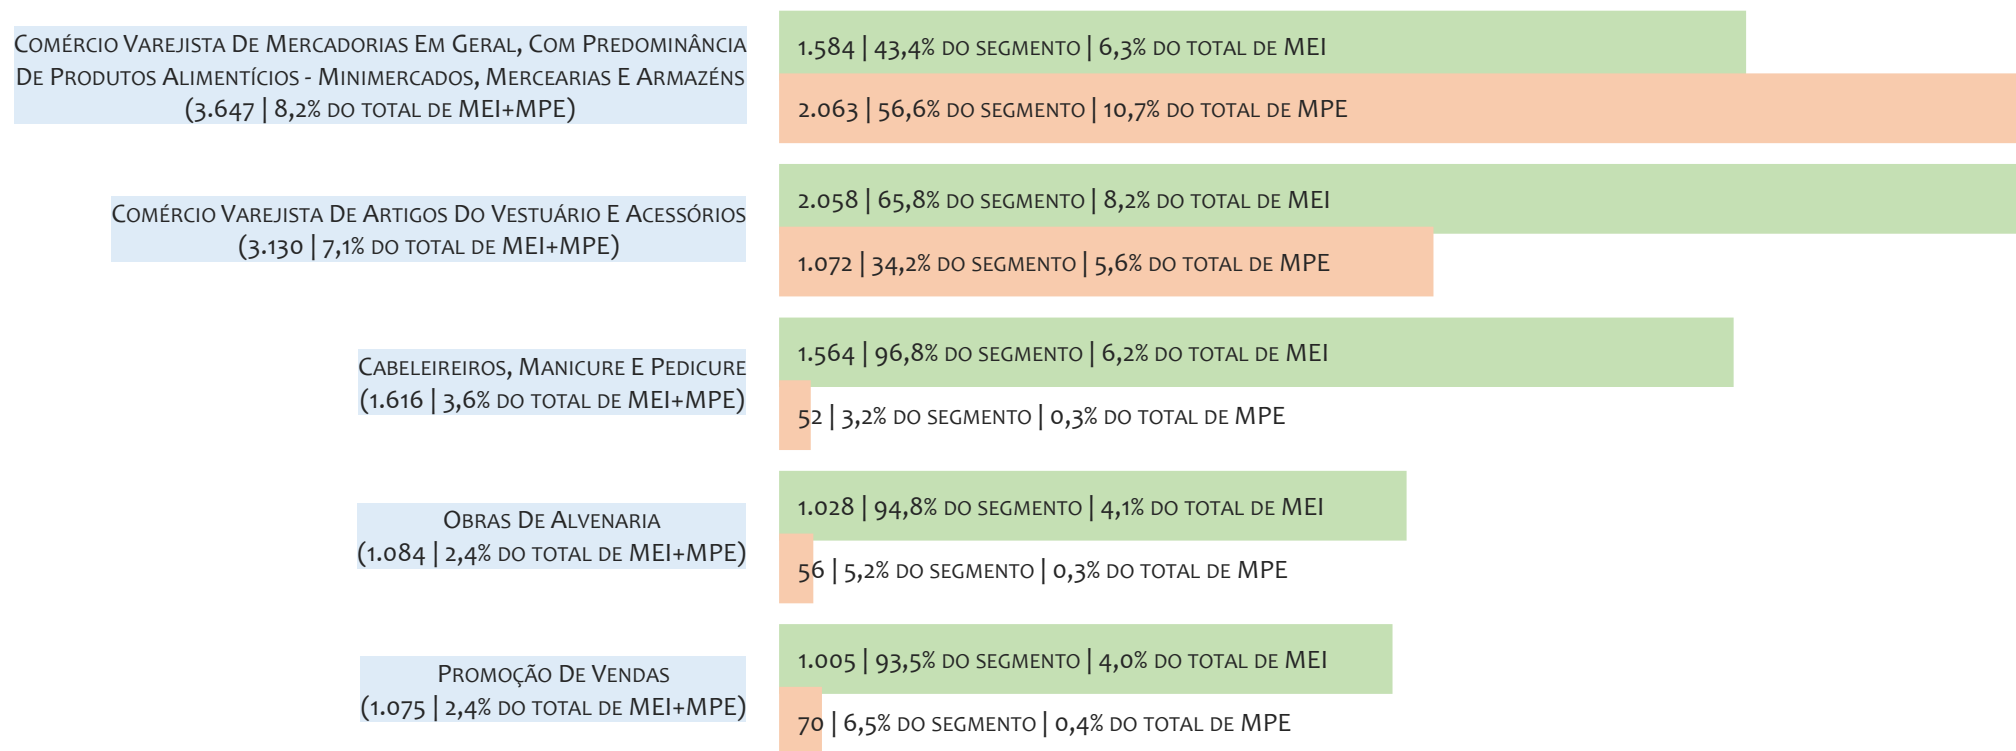 Comércio Varejista De Mercadorias Em Geral, Com Predominância
De Produtos Alimentícios - Minimercados, Mercearias E Armazéns
(3.647 | 8,2% do total de MEI+MPE)
1.584 | 43,4% do segmento | 6,3% do total de MEI
2.063 | 56,6% do segmento | 10,7% do total de MPE
Comércio Varejista De Artigos Do Vestuário E Acessórios
(3.130 | 7,1% do total de MEI+MPE)
2.058 | 65,8% do segmento | 8,2% do total de MEI
1.072 | 34,2% do segmento | 5,6% do total de MPE
Cabeleireiros, Manicure E Pedicure
(1.616 | 3,6% do total de MEI+MPE)
1.564 | 96,8% do segmento | 6,2% do total de MEI
52 | 3,2% do segmento | 0,3% do total de MPE
Obras De Alvenaria
(1.084 | 2,4% do total de MEI+MPE)
1.028 | 94,8% do segmento | 4,1% do total de MEI
56 | 5,2% do segmento | 0,3% do total de MPE
Promoção De Vendas
(1.075 | 2,4% do total de MEI+MPE)
1.005 | 93,5% do segmento | 4,0% do total de MEI
70 | 6,5% do segmento | 0,4% do total de MPE